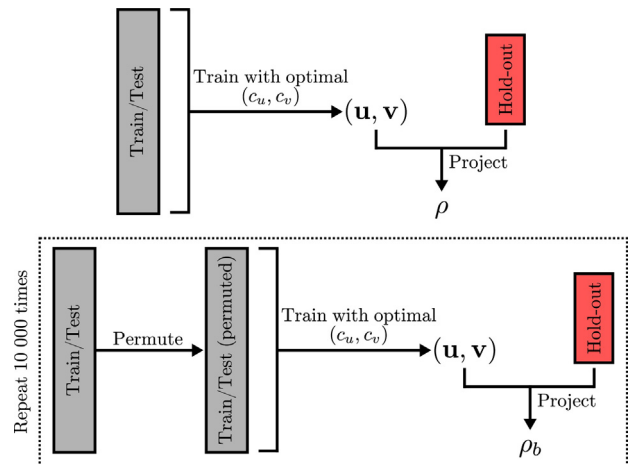 Train/Test
Train with optimal
(c_u, c_v)
(u, v)
Hold-out
Project
ρ
Repeat 10 000 times
Train/Test
Permute
Train/Test (permuted)
Train with optimal
(c_u, c_v)
(u, v)
Hold-out
Project
ρ_b